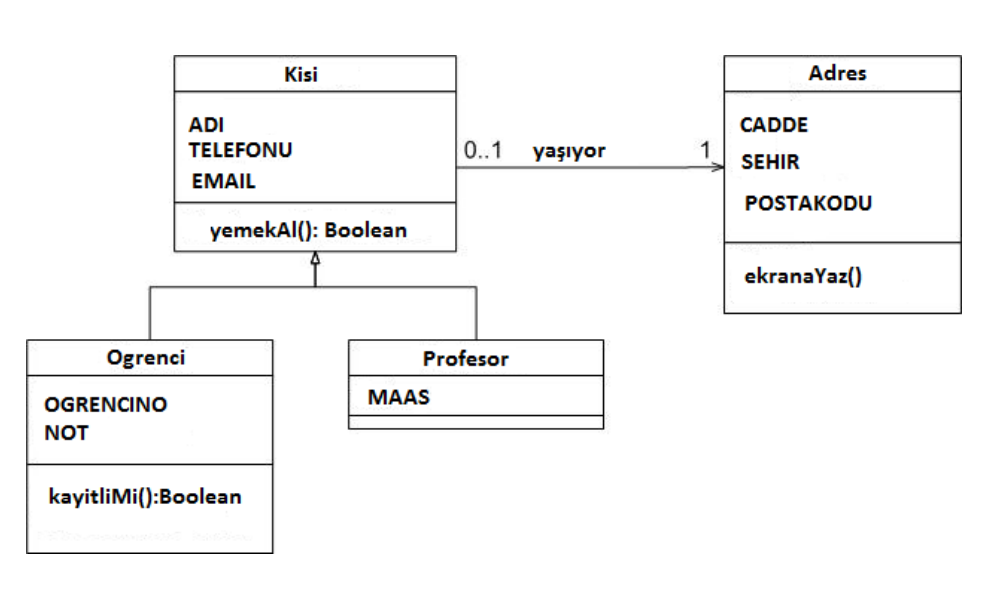 Kisi
ADI
TELEFONU
EMAIL
yemekAl(): Boolean
0..1 yaşıyor 1
Adres
CADDE
SEHIR
POSTAKODU
ekranaYaz()
Ogrenci
OGRENCINO
NOT
kayitliMi():Boolean
Profesor
MAAS